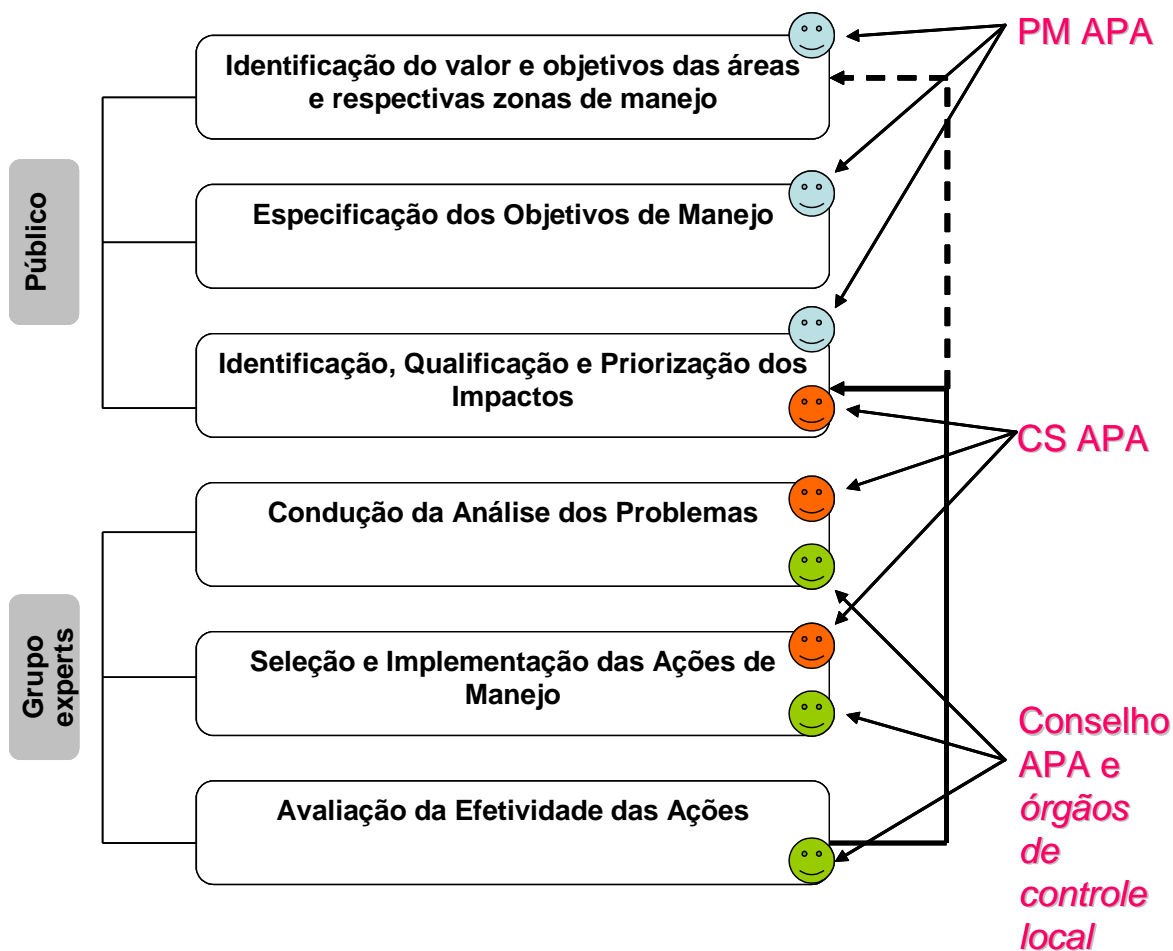 PM APA
Identificação do valor e objetivos das áreas
e respectivas zonas de manejo
Público
Especificação dos Objetivos de Manejo
Identificação, Qualificação e Priorização dos
Impactos
CS APA
Condução da Análise dos Problemas
Grupo
experts
Seleção e Implementação das Ações de
Manejo
Avaliação da Efetividade das Ações
Conselho
APA e
órgãos
de
controle
local